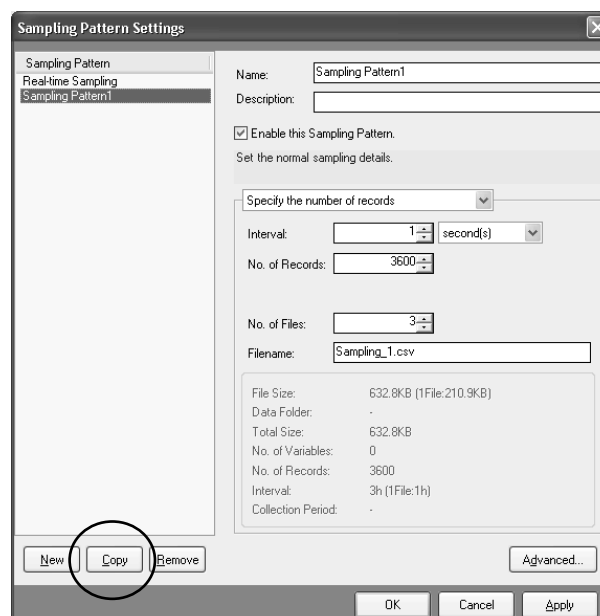 Sampling Pattern Settings
Sampling Pattern
Real-time Sampling
Sampling Pattern1
Name: Sampling Pattern1
Description:
Enable this Sampling Pattern.
Set the normal sampling details.
Specify the number of records
Interval: 1 second(s)
No. of Records: 3600
No. of Files: 3
Filename: Sampling_1.csv
File Size: 632.8KB (1File:210.9KB)
Data Folder: -
Total Size: 632.8KB
No. of Variables: 0
No. of Records: 3600
Interval: 3h (1File:1h)
Collection Period: -
New Copy Remove Advanced...
OK Cancel Apply